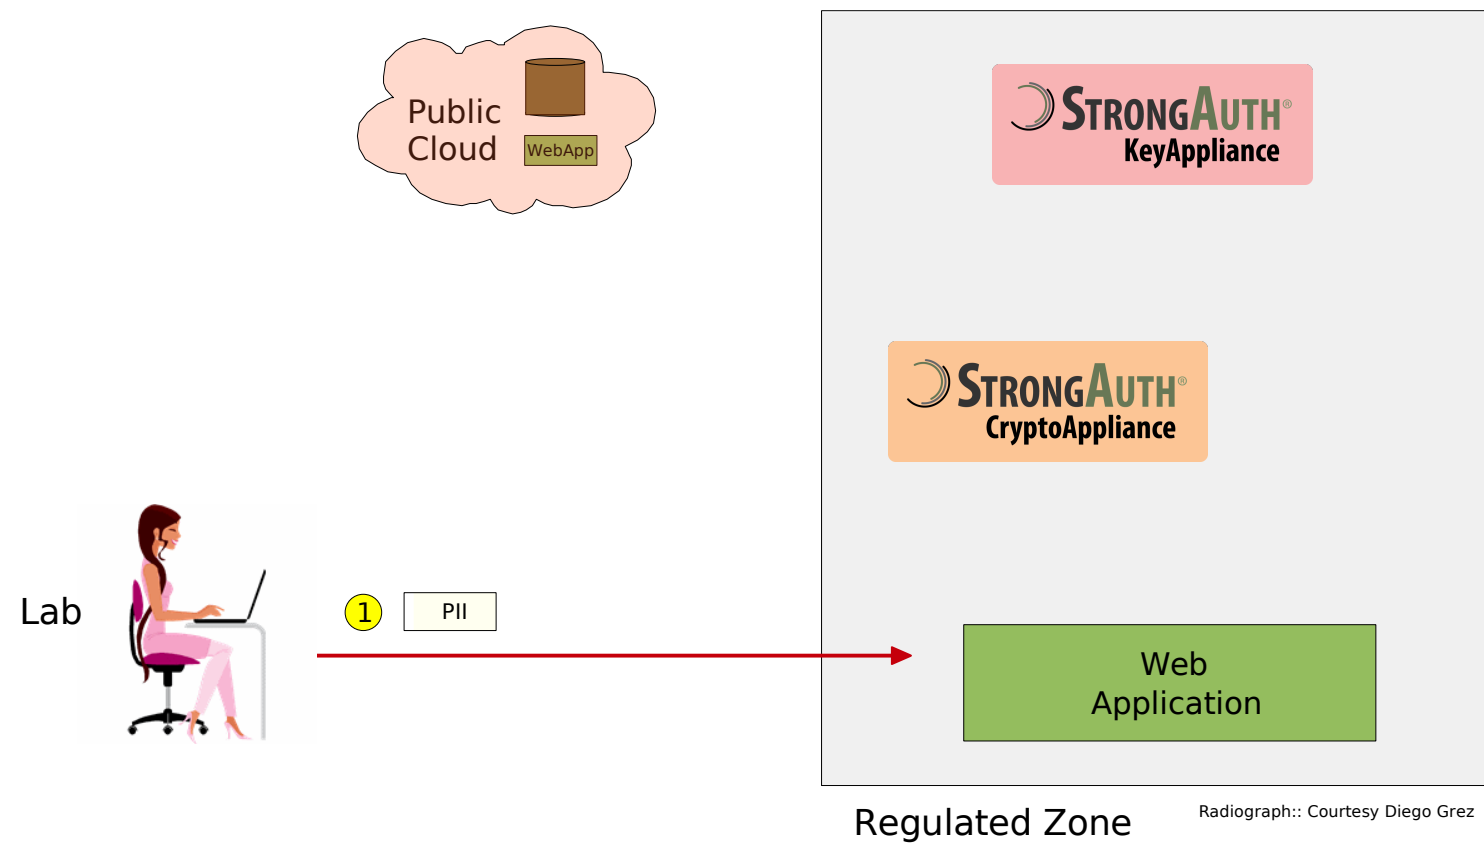 Public
Cloud
WebApp
STRONGAUTH®
KeyAppliance
STRONGAUTH®
CryptoAppliance
Lab
1
PII
Web
Application
Regulated Zone
Radiograph:: Courtesy Diego Grez